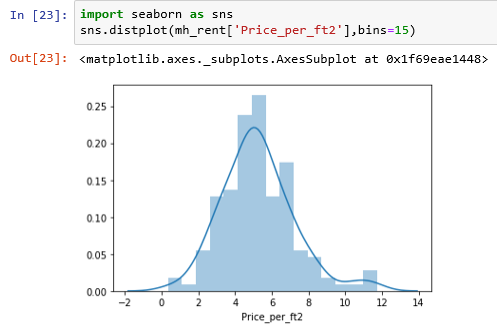 In [23]: import seaborn as sns
sns.distplot(mh_rent['Price_per_ft2'],bins=15)
Out[23]: <matplotlib.axes._subplots.AxesSubplot at 0x1f69eae1448>
0.25
0.20
0.15
0.10
0.05
0.00
−2 0 2 4 6 8 10 12 14
Price_per_ft2